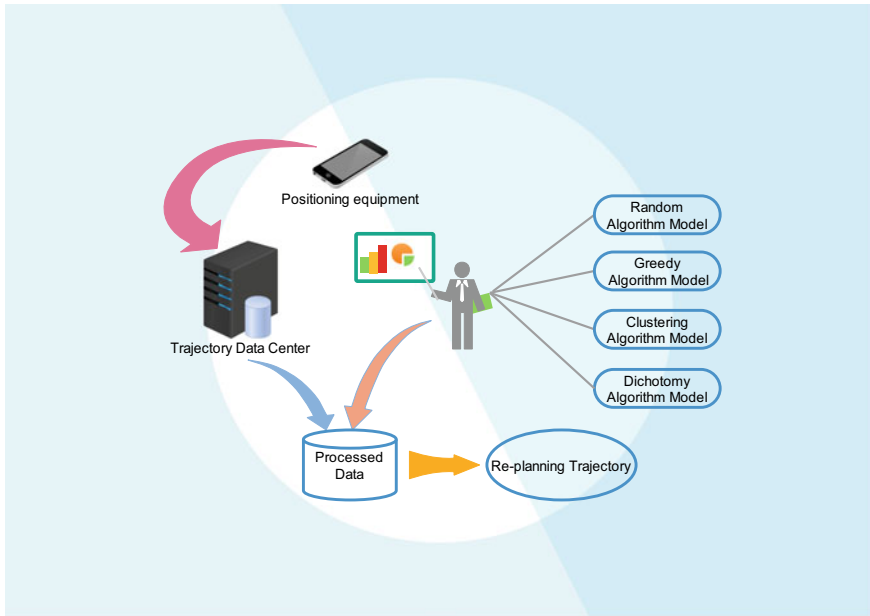 Positioning equipment
Trajectory Data Center
Random
Algorithm Model
Greedy
Algorithm Model
Clustering
Algorithm Model
Dichotomy
Algorithm Model
Processed
Data
Re-planning Trajectory